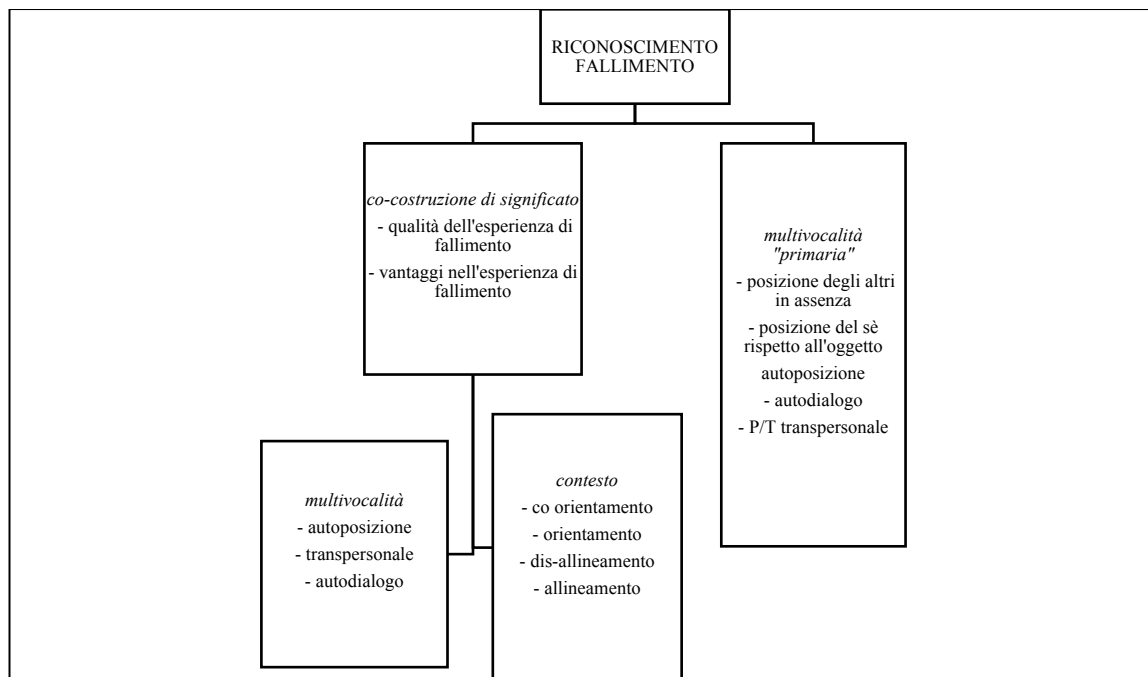 RICONOSCIMENTO
FALLIMENTO
co-costruzione di significato
- qualità dell'esperienza di
fallimento
- vantaggi nell'esperienza di
fallimento
multivocalità
"primaria"
- posizione degli altri
in assenza
- posizione del sè
rispetto all'oggetto
autoposizione
- autodialogo
- P/T transpersonale
multivocalità
- autoposizione
- transpersonale
- autodialogo
contesto
- co orientamento
- orientamento
- dis-allineamento
- allineamento